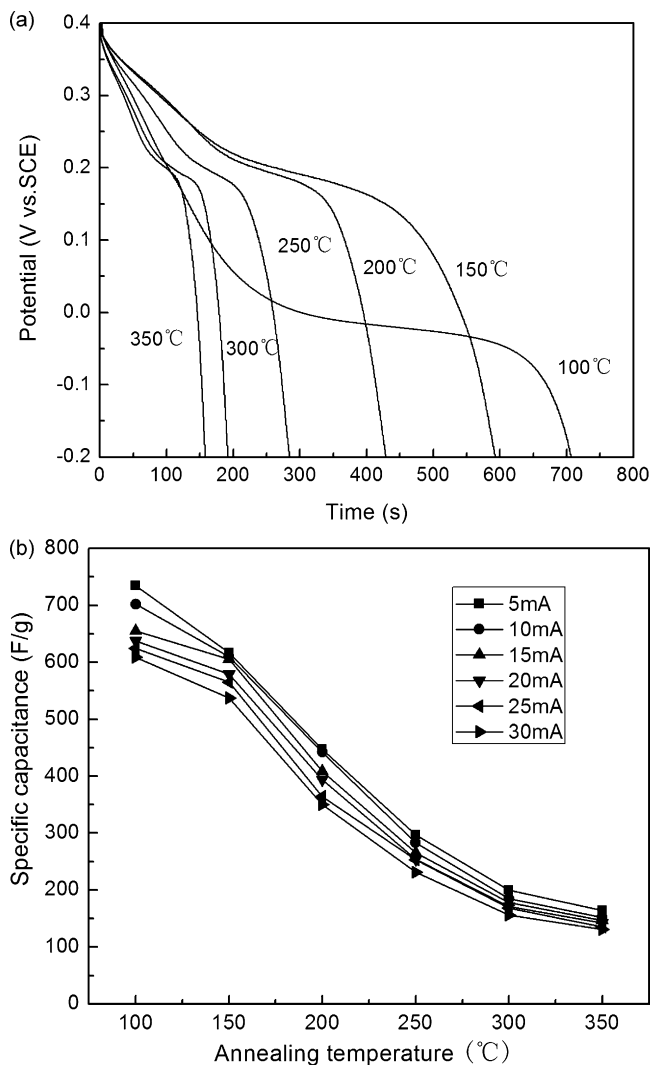 (a)
0.4
0.3
0.2
0.1
0.0
-0.1
-0.2
Potential (V vs.SCE)
250℃
200℃
150℃
350℃
300℃
100℃
0 100 200 300 400 500 600 700 800
Time (s)
(b)
800
700
600
500
400
300
200
100
0
Specific capacitance (F/g)
5mA
10mA
15mA
20mA
25mA
30mA
100 150 200 250 300 350
Annealing temperature (℃)